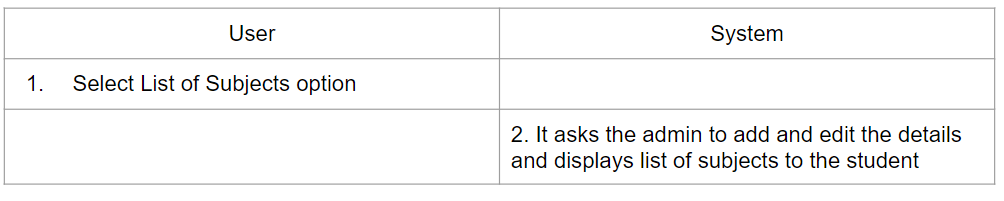 User
System
1. Select List of Subjects option
2. It asks the admin to add and edit the details
and displays list of subjects to the student